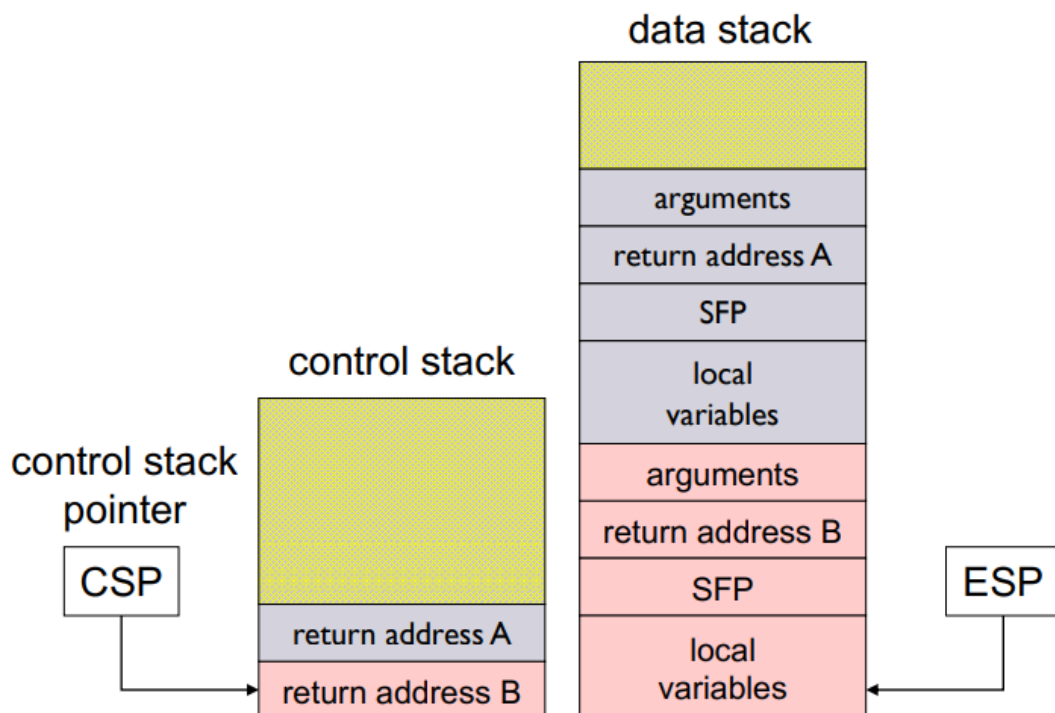 data stack
arguments
return address A
SFP
local
variables
arguments
return address B
SFP
local
variables
ESP
control stack
control stack
pointer
CSP
return address A
return address B